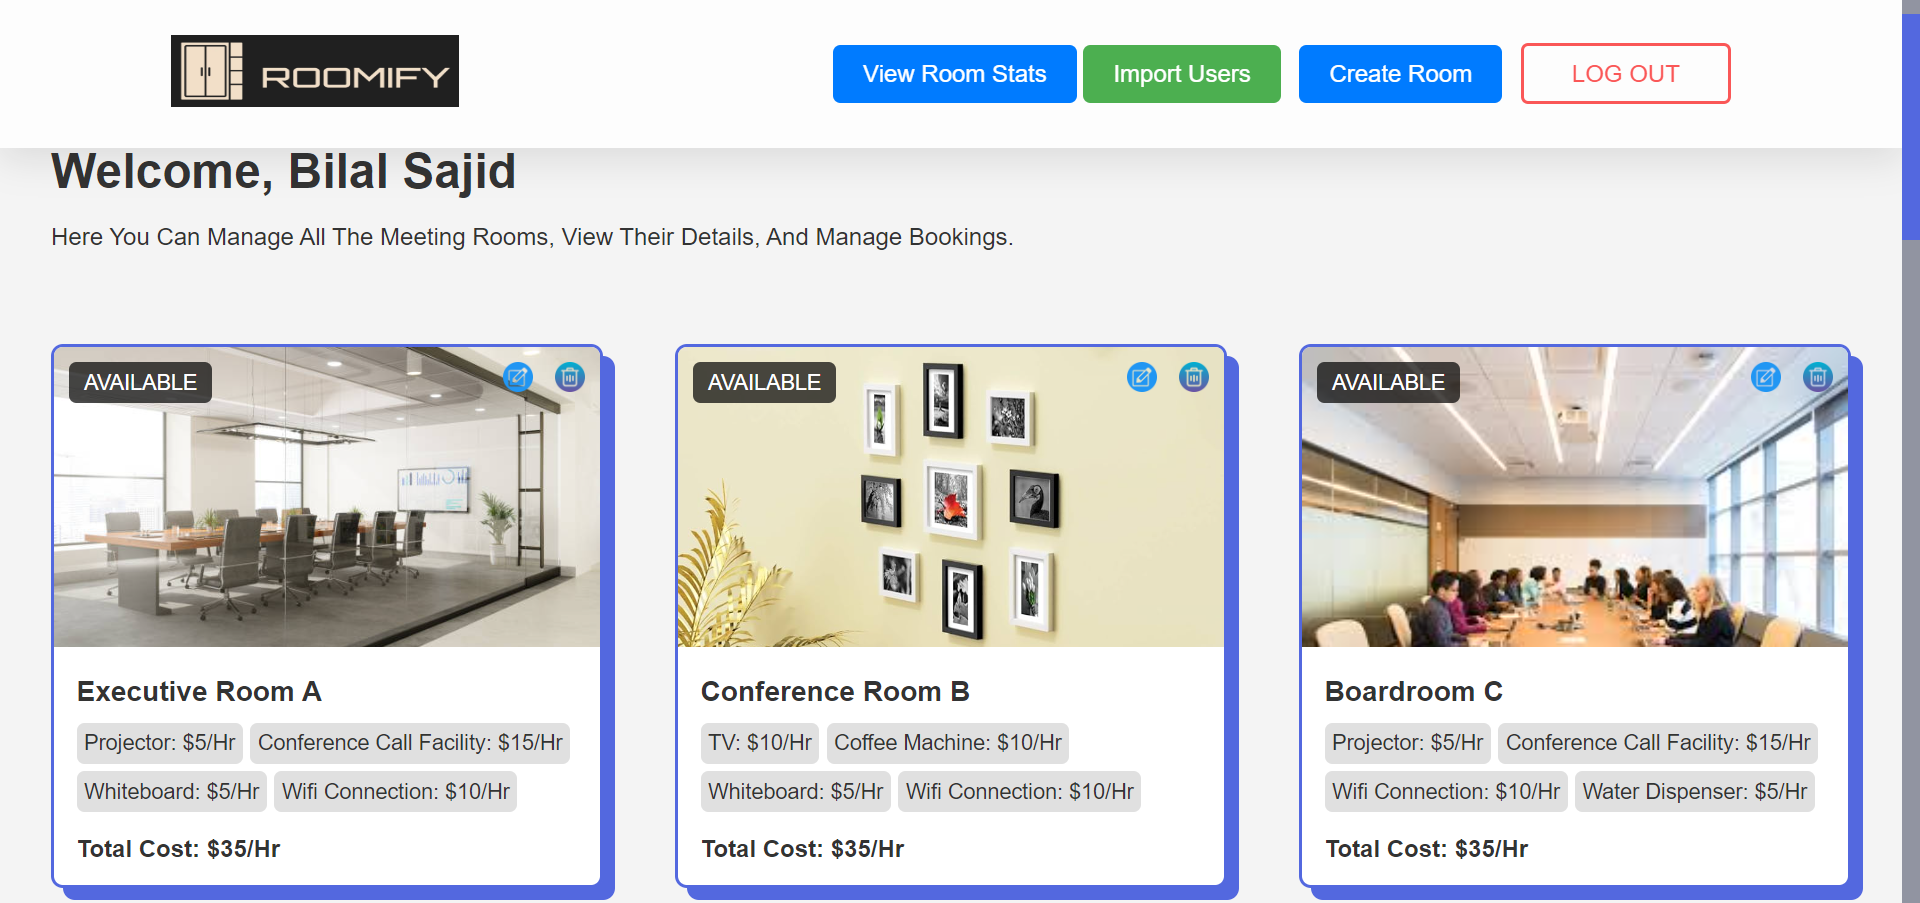 ROOMIFY
View Room Stats
Import Users
Create Room
LOG OUT
Welcome, Bilal Sajid
Here You Can Manage All The Meeting Rooms, View Their Details, And Manage Bookings.
AVAILABLE
Executive Room A
Projector: $5/Hr
Conference Call Facility: $15/Hr
Whiteboard: $5/Hr
Wifi Connection: $10/Hr
Total Cost: $35/Hr
AVAILABLE
Conference Room B
TV: $10/Hr
Coffee Machine: $10/Hr
Whiteboard: $5/Hr
Wifi Connection: $10/Hr
Total Cost: $35/Hr
AVAILABLE
Boardroom C
Projector: $5/Hr
Conference Call Facility: $15/Hr
Wifi Connection: $10/Hr
Water Dispenser: $5/Hr
Total Cost: $35/Hr